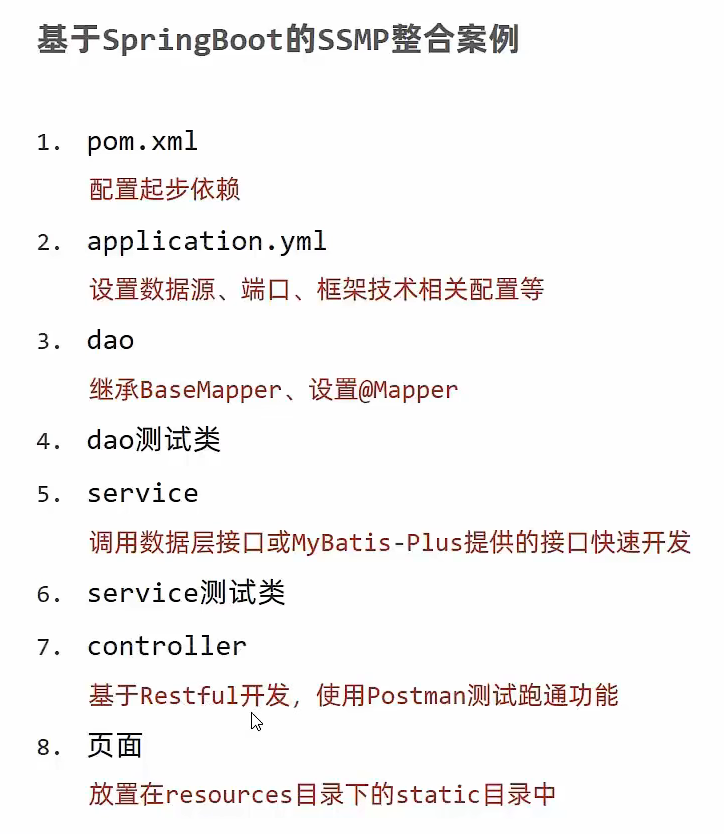 基于SpringBoot的SSMP整合案例
1. pom.xml
配置起步依赖
2. application.yml
设置数据源、端口、框架技术相关配置等
3. dao
继承BaseMapper、设置@Mapper
4. dao测试类
5. service
调用数据层接口或MyBatis-Plus提供的接口快速开发
6. service测试类
7. controller
基于Restful开发，使用Postman测试跑通功能
8. 页面
放置在resources目录下的static目录中